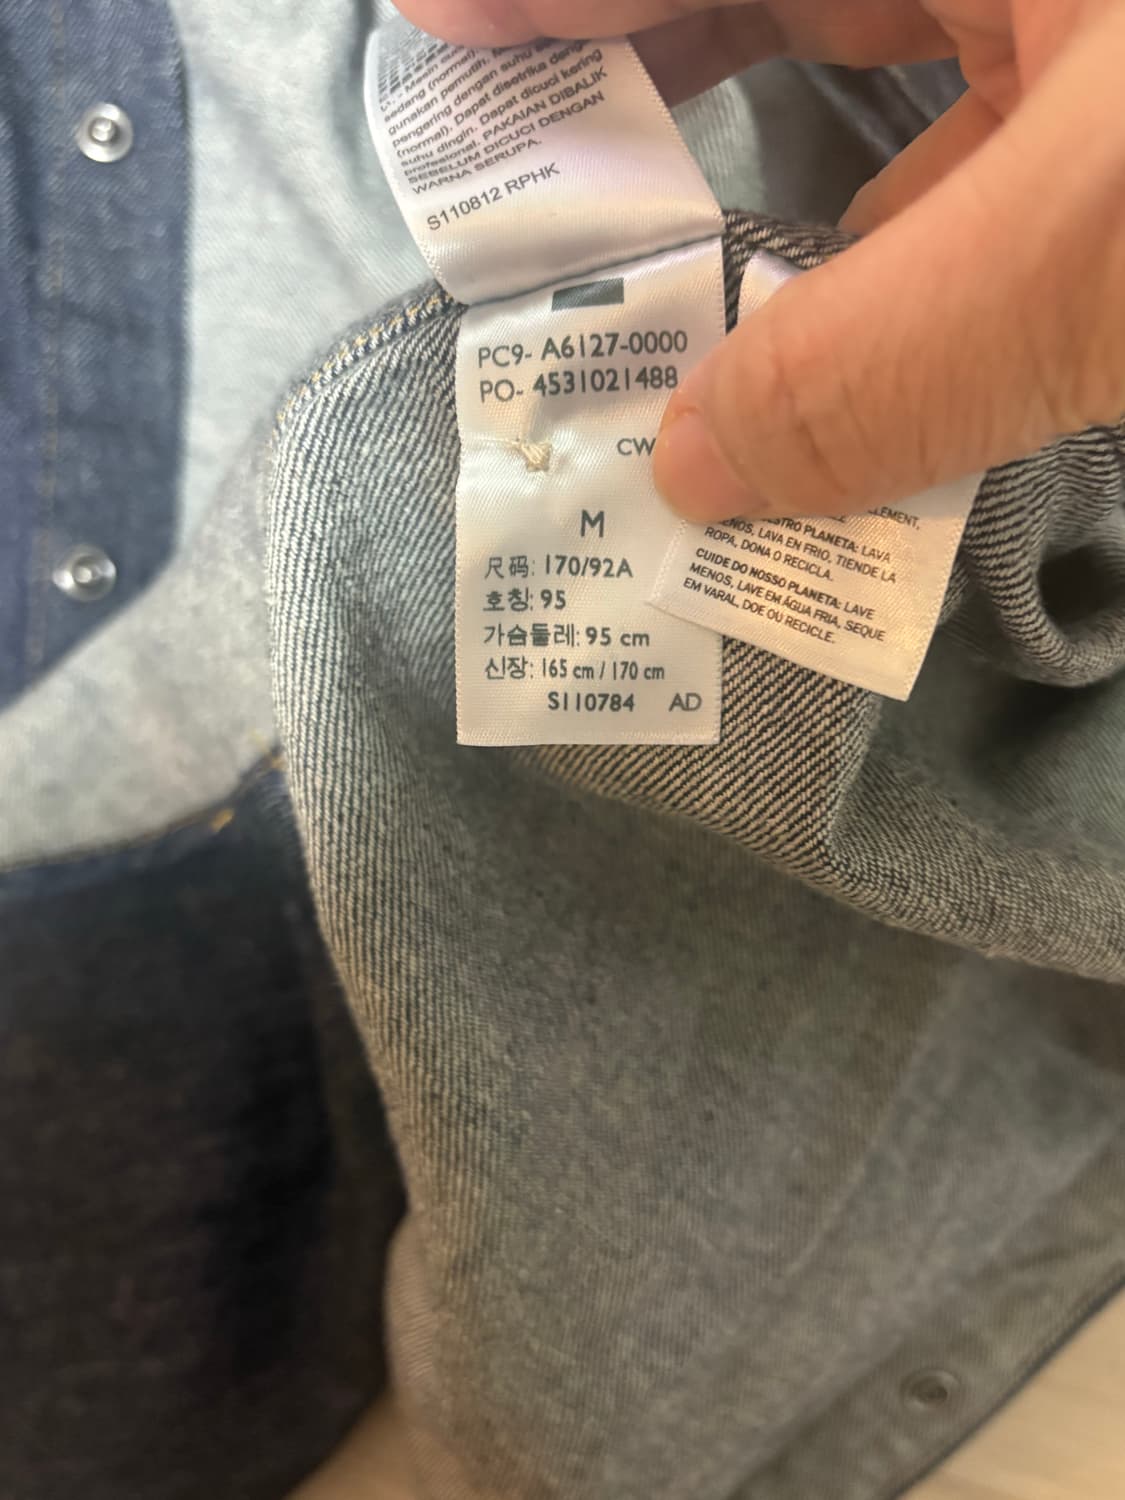 Mesin
sedang (normal).
gunakan pemutih.
pengering dengan suhu
(normal). Dapat disetrika dengan
suhu dingin. Dapat dicuci kering
profesional. PAKAIAN DIBALIK
SEBELUM DICUCI DENGAN
WARNA SERUPA.
S110812 RPHK
PC9- A6127-0000
PO- 4531021488
CW
M
尺码: 170/92A
호칭: 95
가슴둘레: 95 cm
신장: 165 cm / 170 cm
S110784 AD
PLANETA: LAVA
LAVA EN FRIO, TIENDE LA
ROPA, DONA O RECICLA.
CUIDE DO NOSSO PLANETA: LAVE
MENOS, LAVE EM ÁGUA FRIA, SEQUE
EM VARAL, DOE OU RECICLE.